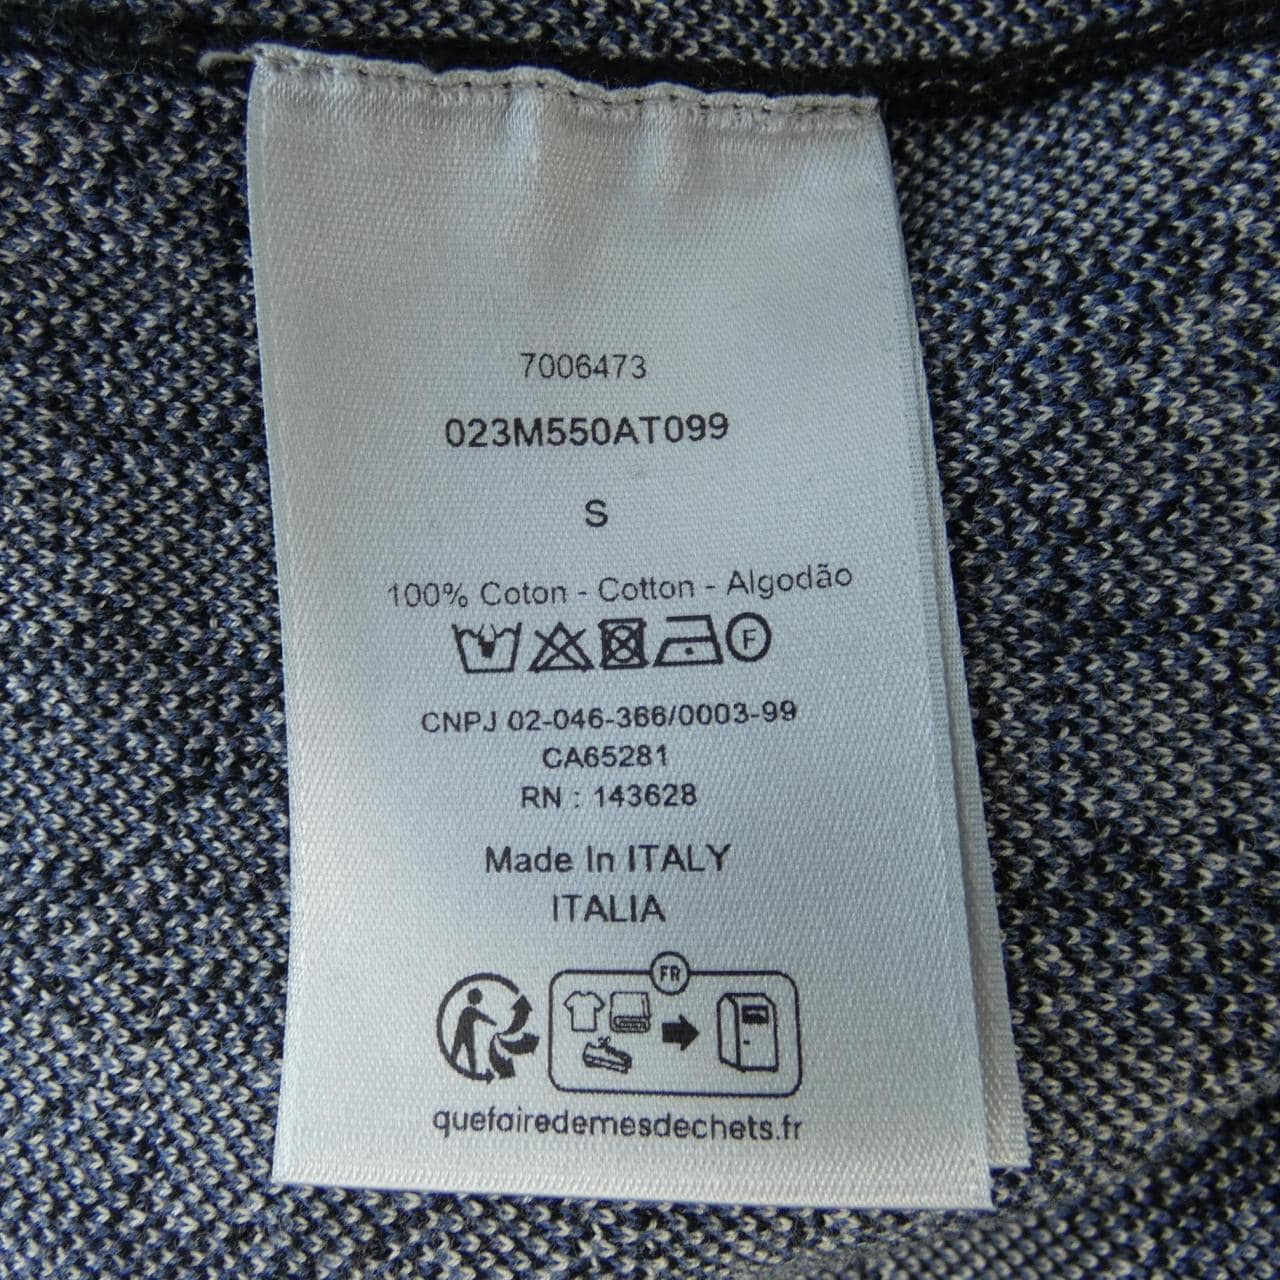 7006473
023M550AT099
S
100% Coton - Cotton - Algodão
F
CNPJ 02-046-366/0003-99
CA65281
RN : 143628
Made In ITALY
ITALIA
FR
quefairedemesdechets.fr